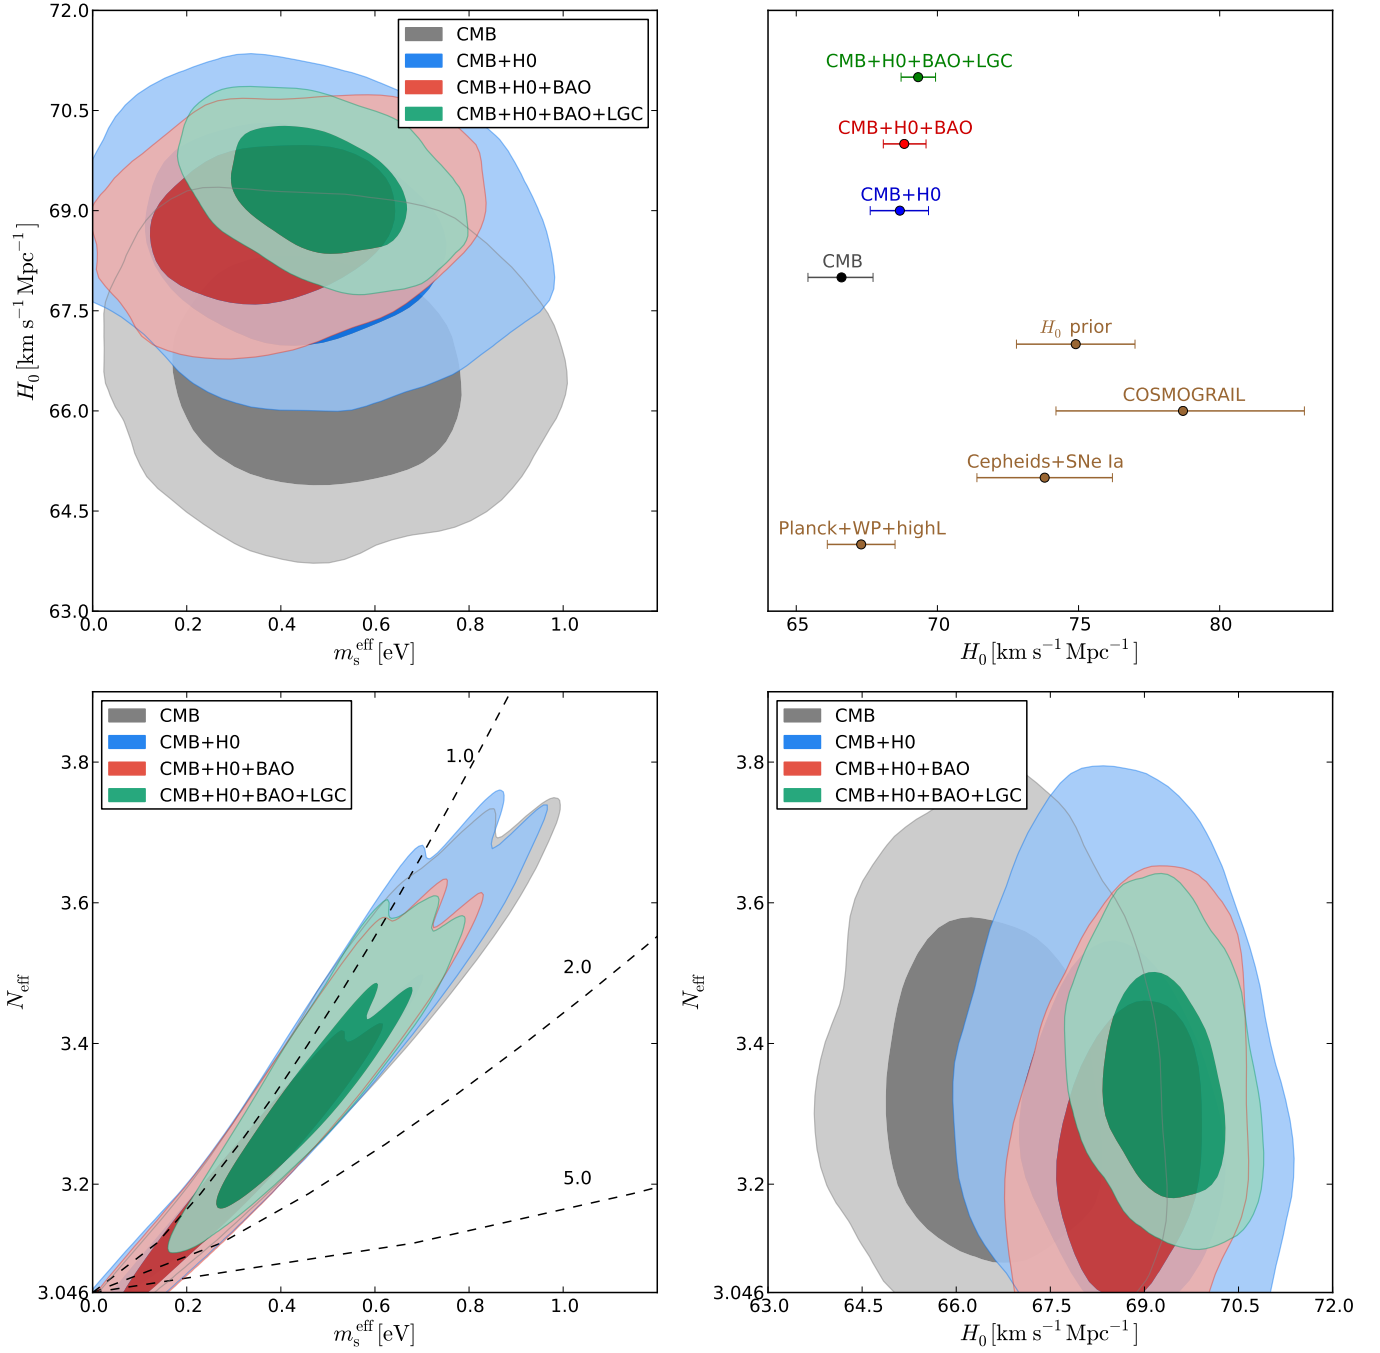 72.0
70.5
69.0
67.5
66.0
64.5
63.0
0.0 0.2 0.4 0.6 0.8 1.0
H₀ [km s⁻¹ Mpc⁻¹]
mₛᵉᶠᶠ [eV]
CMB
CMB+H0
CMB+H0+BAO
CMB+H0+BAO+LGC
CMB+H0+BAO+LGC
CMB+H0+BAO
CMB+H0
CMB
H₀ prior
COSMOGRAIL
Cepheids+SNe Ia
Planck+WP+highL
65 70 75 80
H₀ [km s⁻¹ Mpc⁻¹]
CMB
CMB+H0
CMB+H0+BAO
CMB+H0+BAO+LGC
1.0
2.0
5.0
3.8
3.6
3.4
3.2
3.046
N_eff
0.0 0.2 0.4 0.6 0.8 1.0
mₛᵉᶠᶠ [eV]
CMB
CMB+H0
CMB+H0+BAO
CMB+H0+BAO+LGC
3.8
3.6
3.4
3.2
3.046
N_eff
63.0 64.5 66.0 67.5 69.0 70.5 72.0
H₀ [km s⁻¹ Mpc⁻¹]